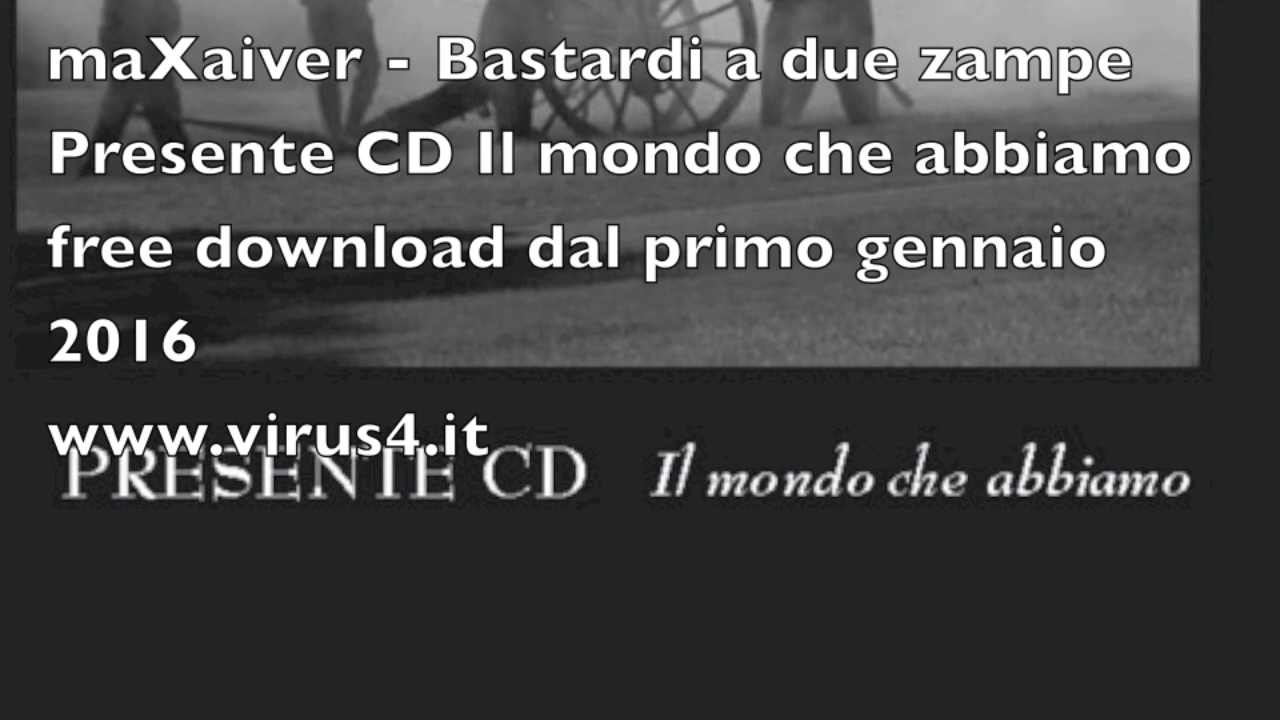 maXaiver - Bastardi a due zampe
Presente CD Il mondo che abbiamo
free download dal primo gennaio
2016
www.virus4.it
PRESENTE CD Il mondo che abbiamo